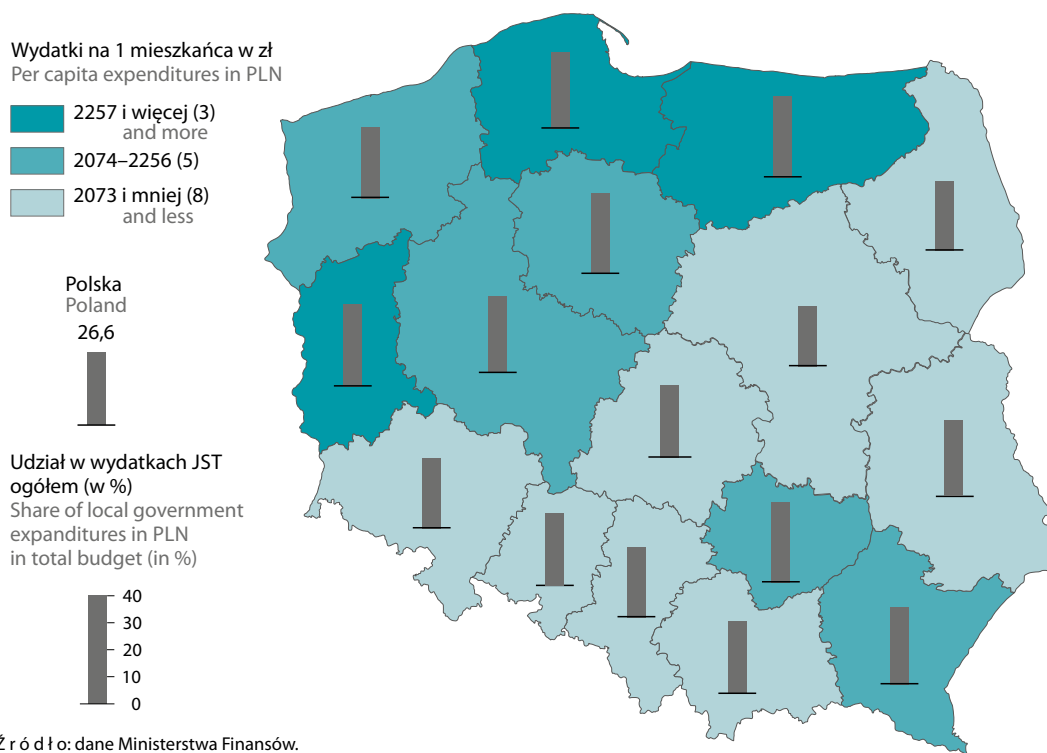 Wydatki na 1 mieszkańca w zł
Per capita expenditures in PLN
2257 i więcej (3)
and more
2074–2256 (5)
2073 i mniej (8)
and less
Polska
Poland
26,6
Udział w wydatkach JST
ogółem (w %)
Share of local government
expanditures in PLN
in total budget (in %)
40
30
20
10
0
Ź r ó d ł o: dane Ministerstwa Finansów.